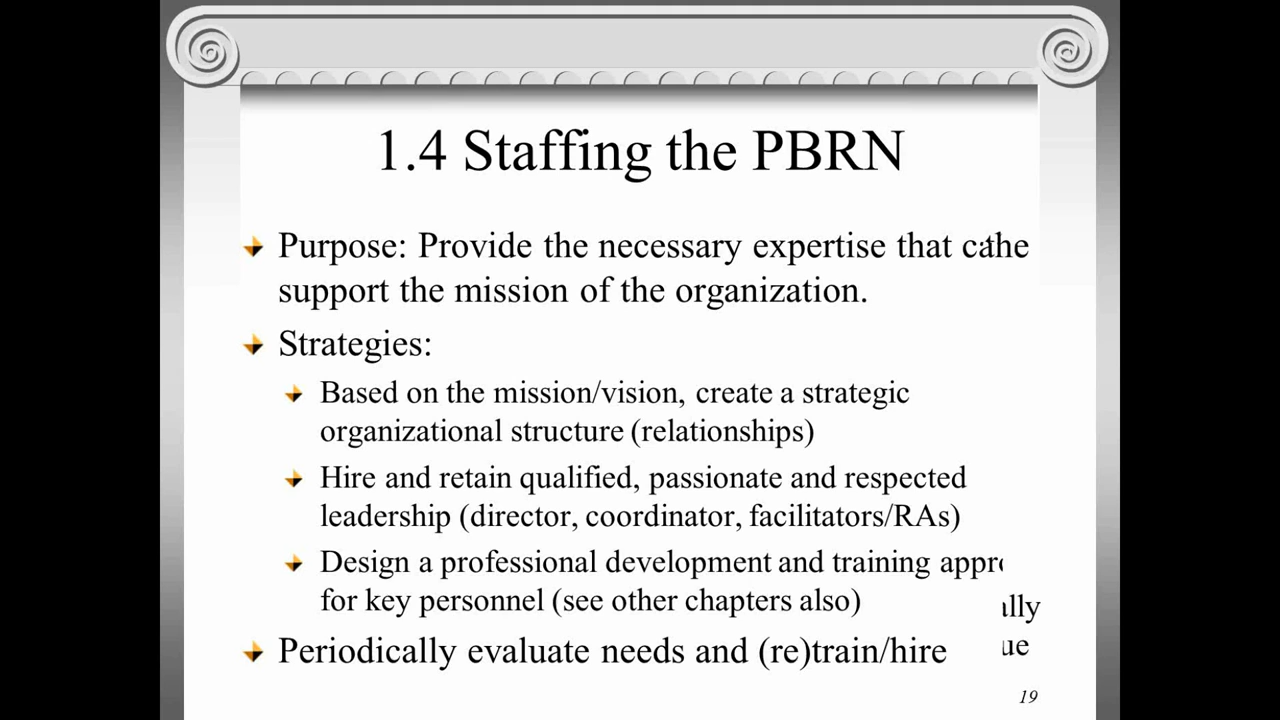 1.4 Staffing the PBRN
Purpose: Provide the necessary expertise that
support the mission of the organization.
Strategies:
Based on the mission/vision, create a strategic
organizational structure (relationships)
Hire and retain qualified, passionate and respected
leadership (director, coordinator, facilitators/RAs)
Design a professional development and training
for key personnel (see other chapters also)
Periodically evaluate needs and (re)train/hire
19